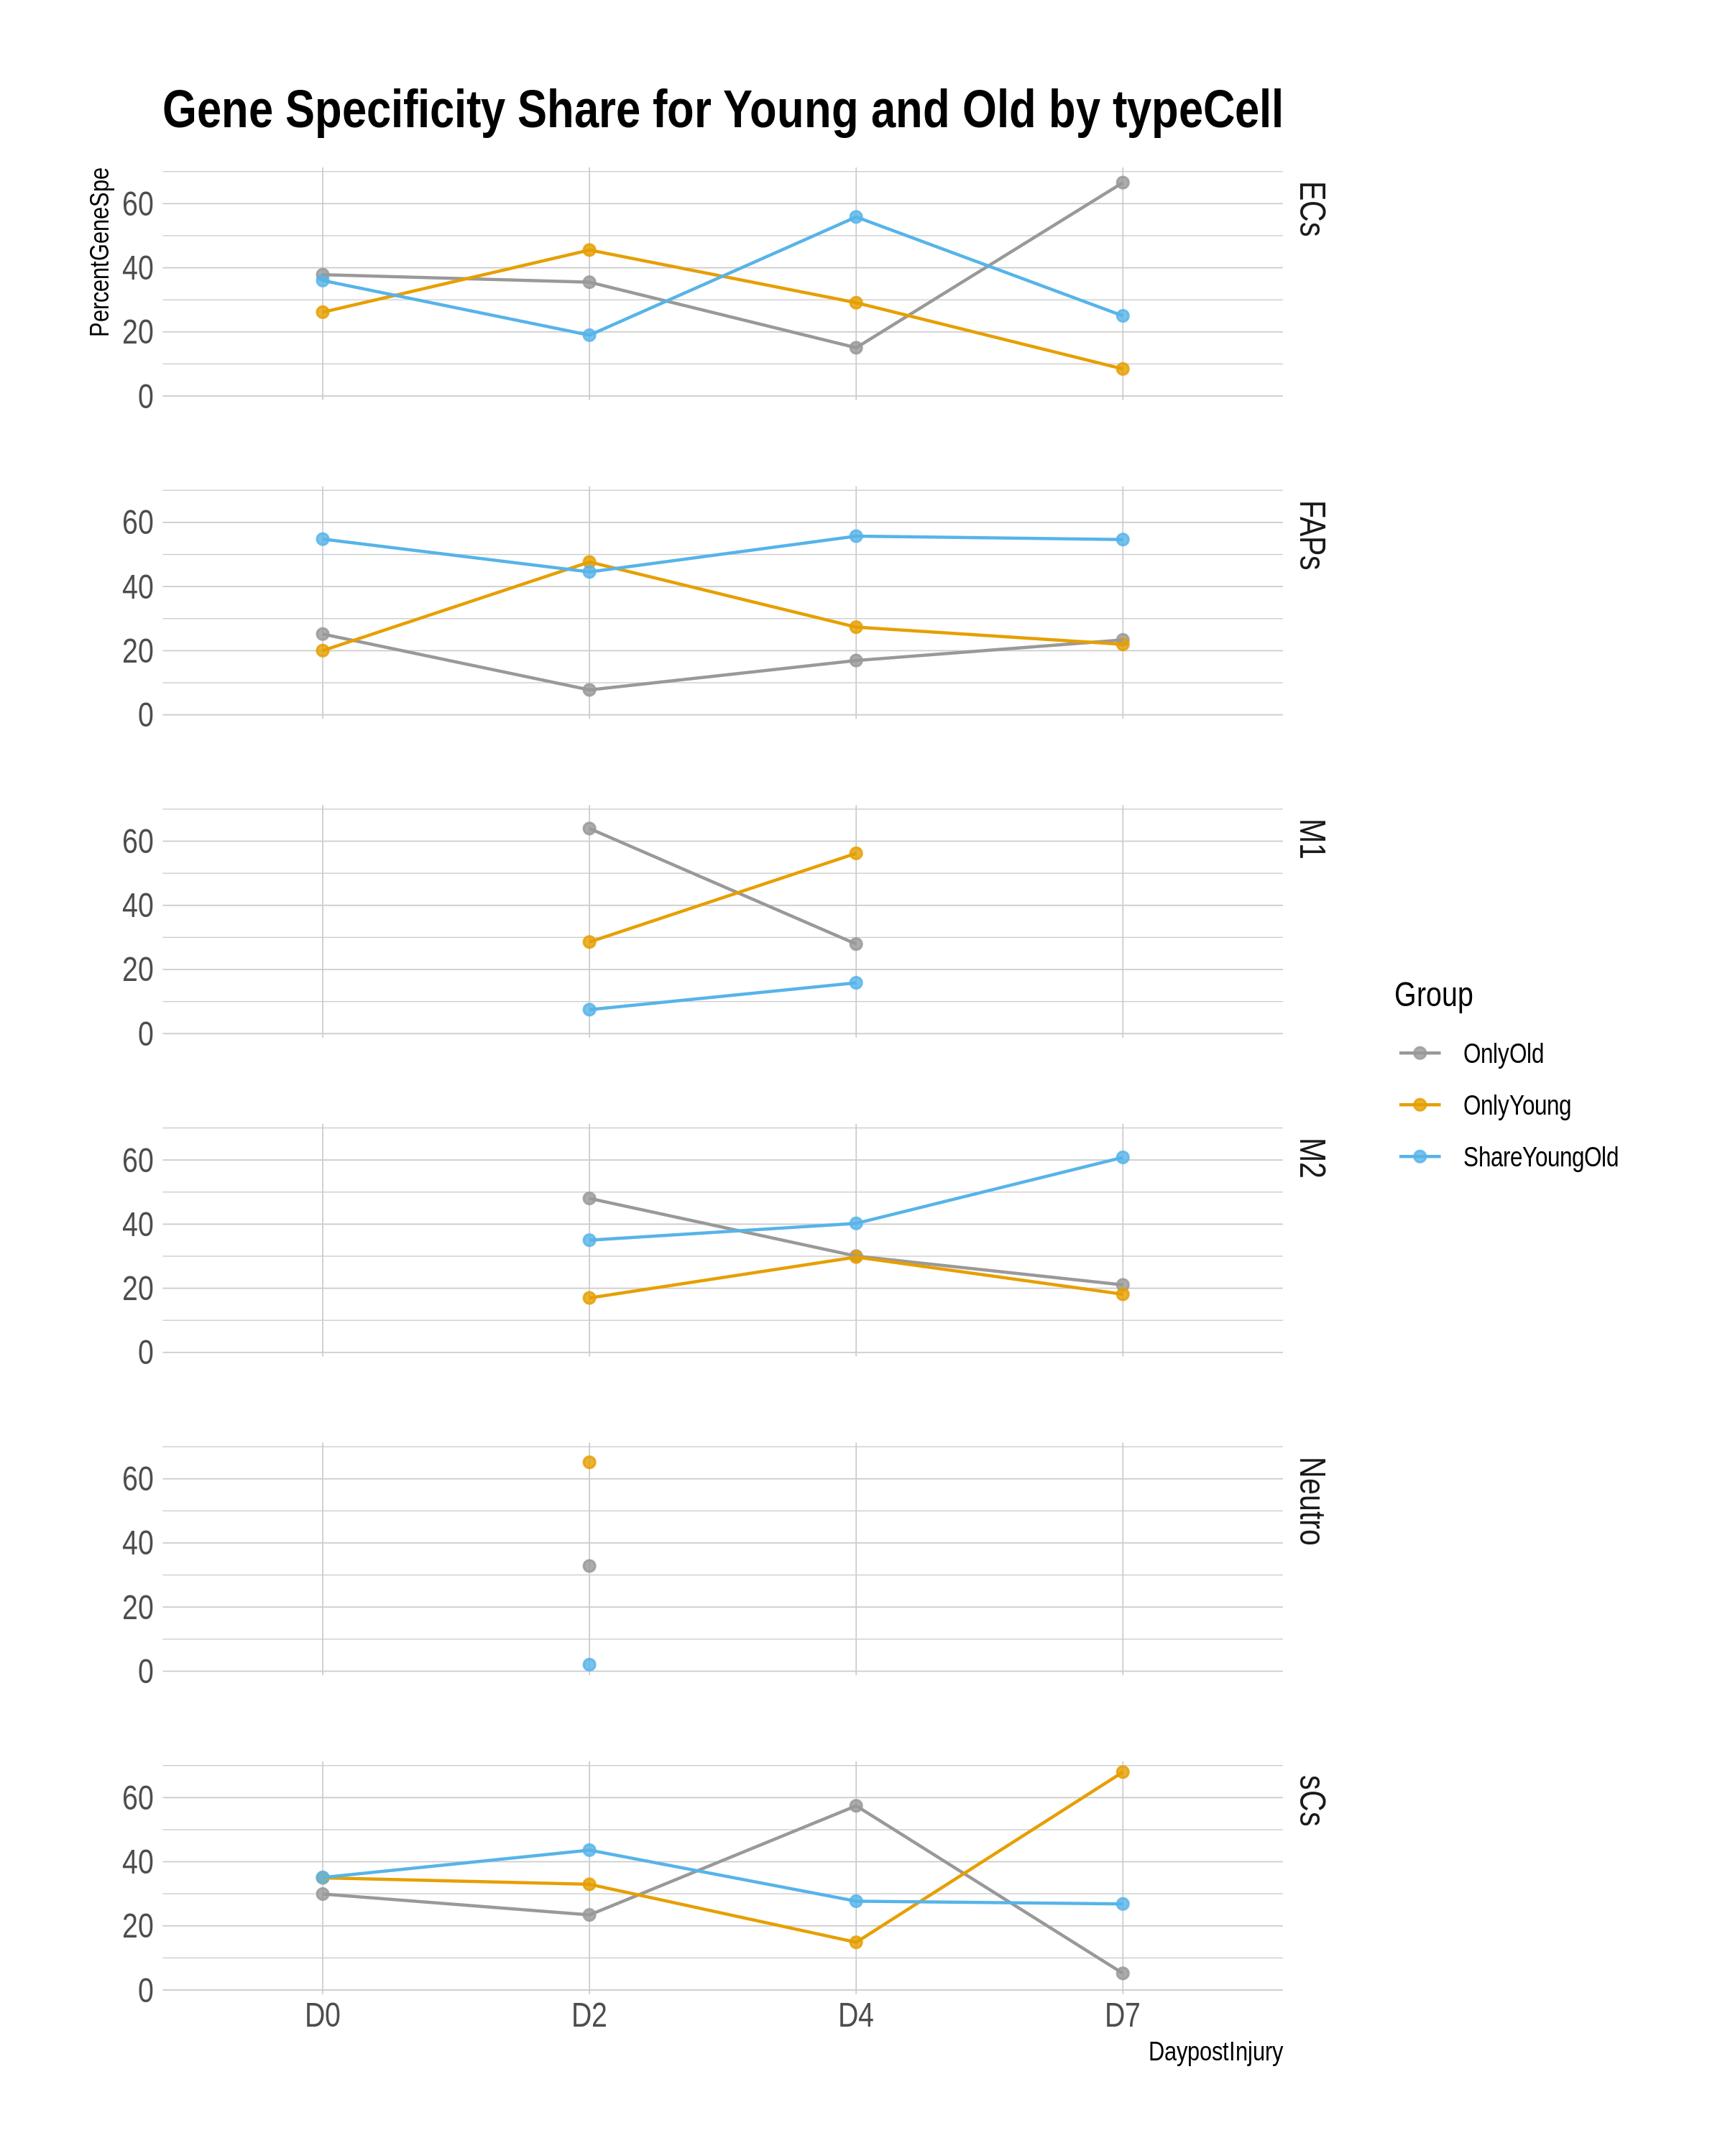 Gene Specificity Share for Young and Old by typeCell
PercentGeneSpe
60
40
20
0
ECs
60
40
20
0
FAPs
60
40
20
0
M1
60
40
20
0
M2
60
40
20
0
Neutro
60
40
20
0
sCs
D0 D2 D4 D7
DaypostInjury
Group
OnlyOld
OnlyYoung
ShareYoungOld